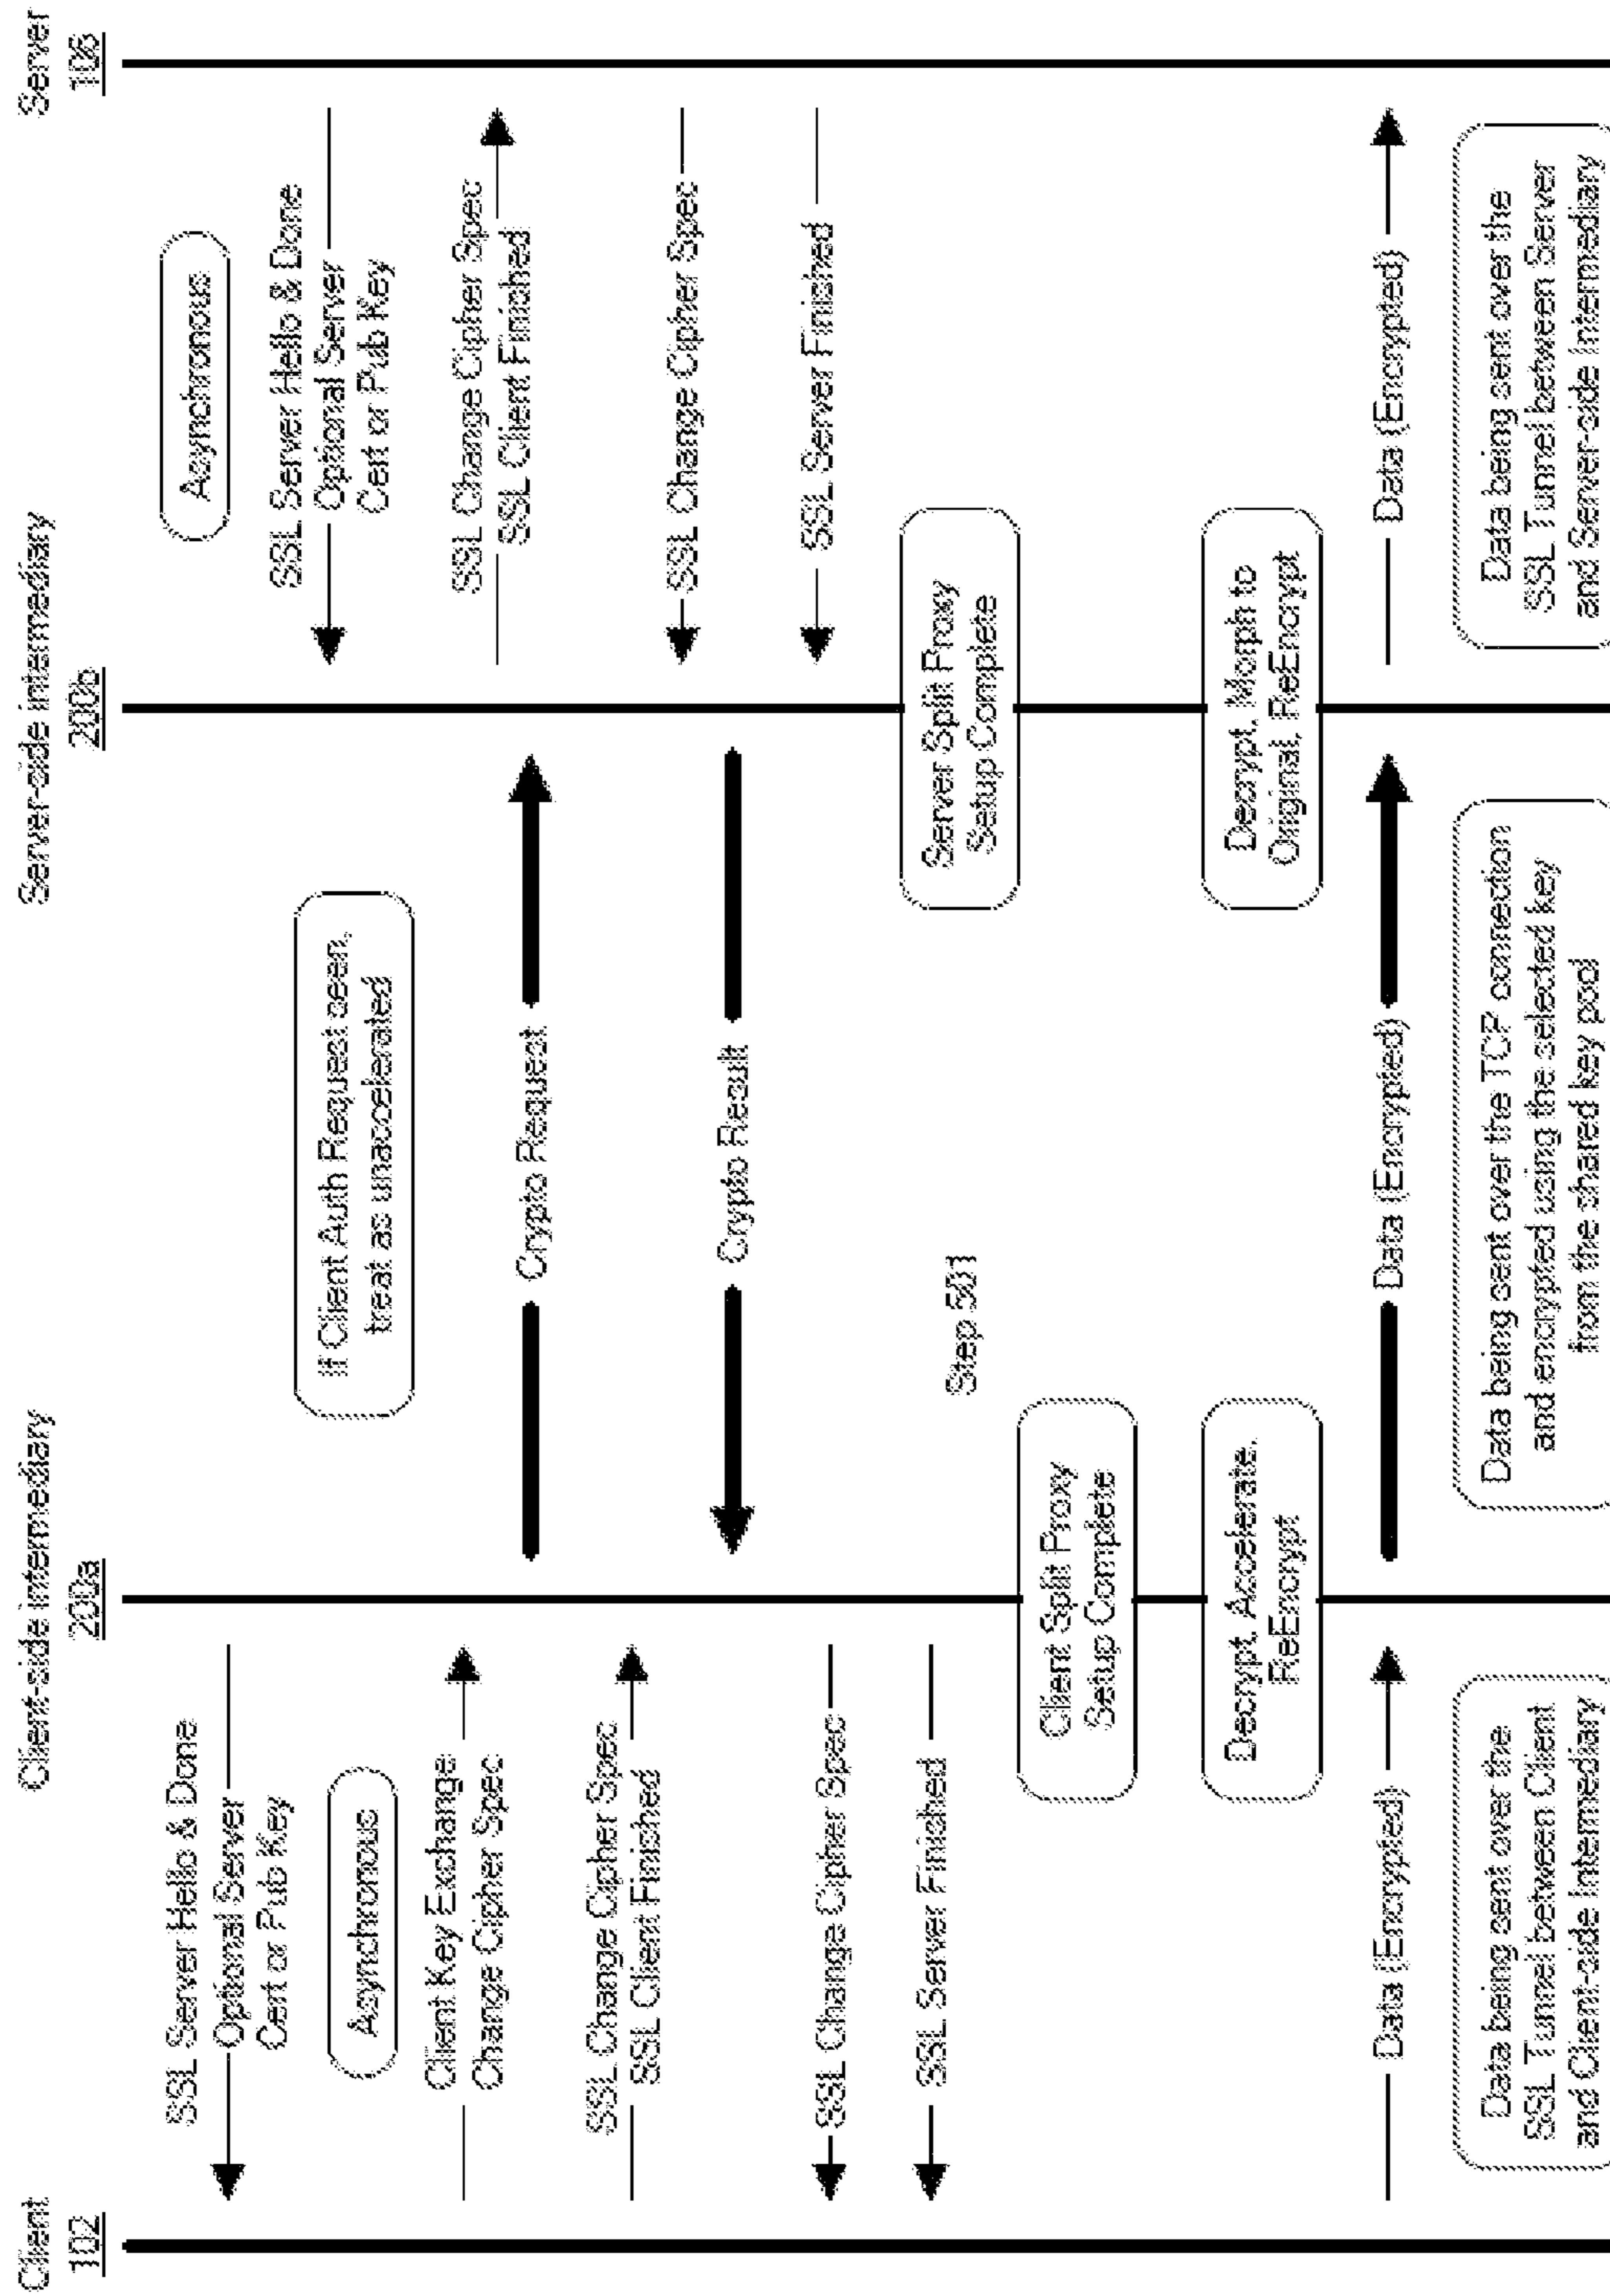 Client
102
Client-side intermediary
200a
Server-side intermediary
200b
Server
106
SSL Server Hello & Done
Optional Server
Cert or Pub Key
Asynchronous
Client Key Exchange
Change Cipher Spec
SSL Change Cipher Spec
SSL Client Finished
SSL Change Cipher Spec
SSL Server Finished
If Client Auth Request seen,
treat as unaccelerated
Crypto Request
Crypto Result
Step 501
Asynchronous
SSL Server Hello & Done
Optional Server
Cert or Pub Key
SSL Change Cipher Spec
SSL Client Finished
SSL Change Cipher Spec
SSL Server Finished
Server Split Proxy
Setup Complete
Client Split Proxy
Setup Complete
Decrypt, Accelerate,
ReEncrypt
Decrypt, Morph to
Original, ReEncrypt
Data (Encrypted)
Data (Encrypted)
Data (Encrypted)
Data being sent over the
SSL Tunnel between Client
and Client-side Intermediary
Data being sent over the TCP connection
and encrypted using the selected key
from the shared key pool
Data being sent over the
SSL Tunnel between Server
and Server-side Intermediary